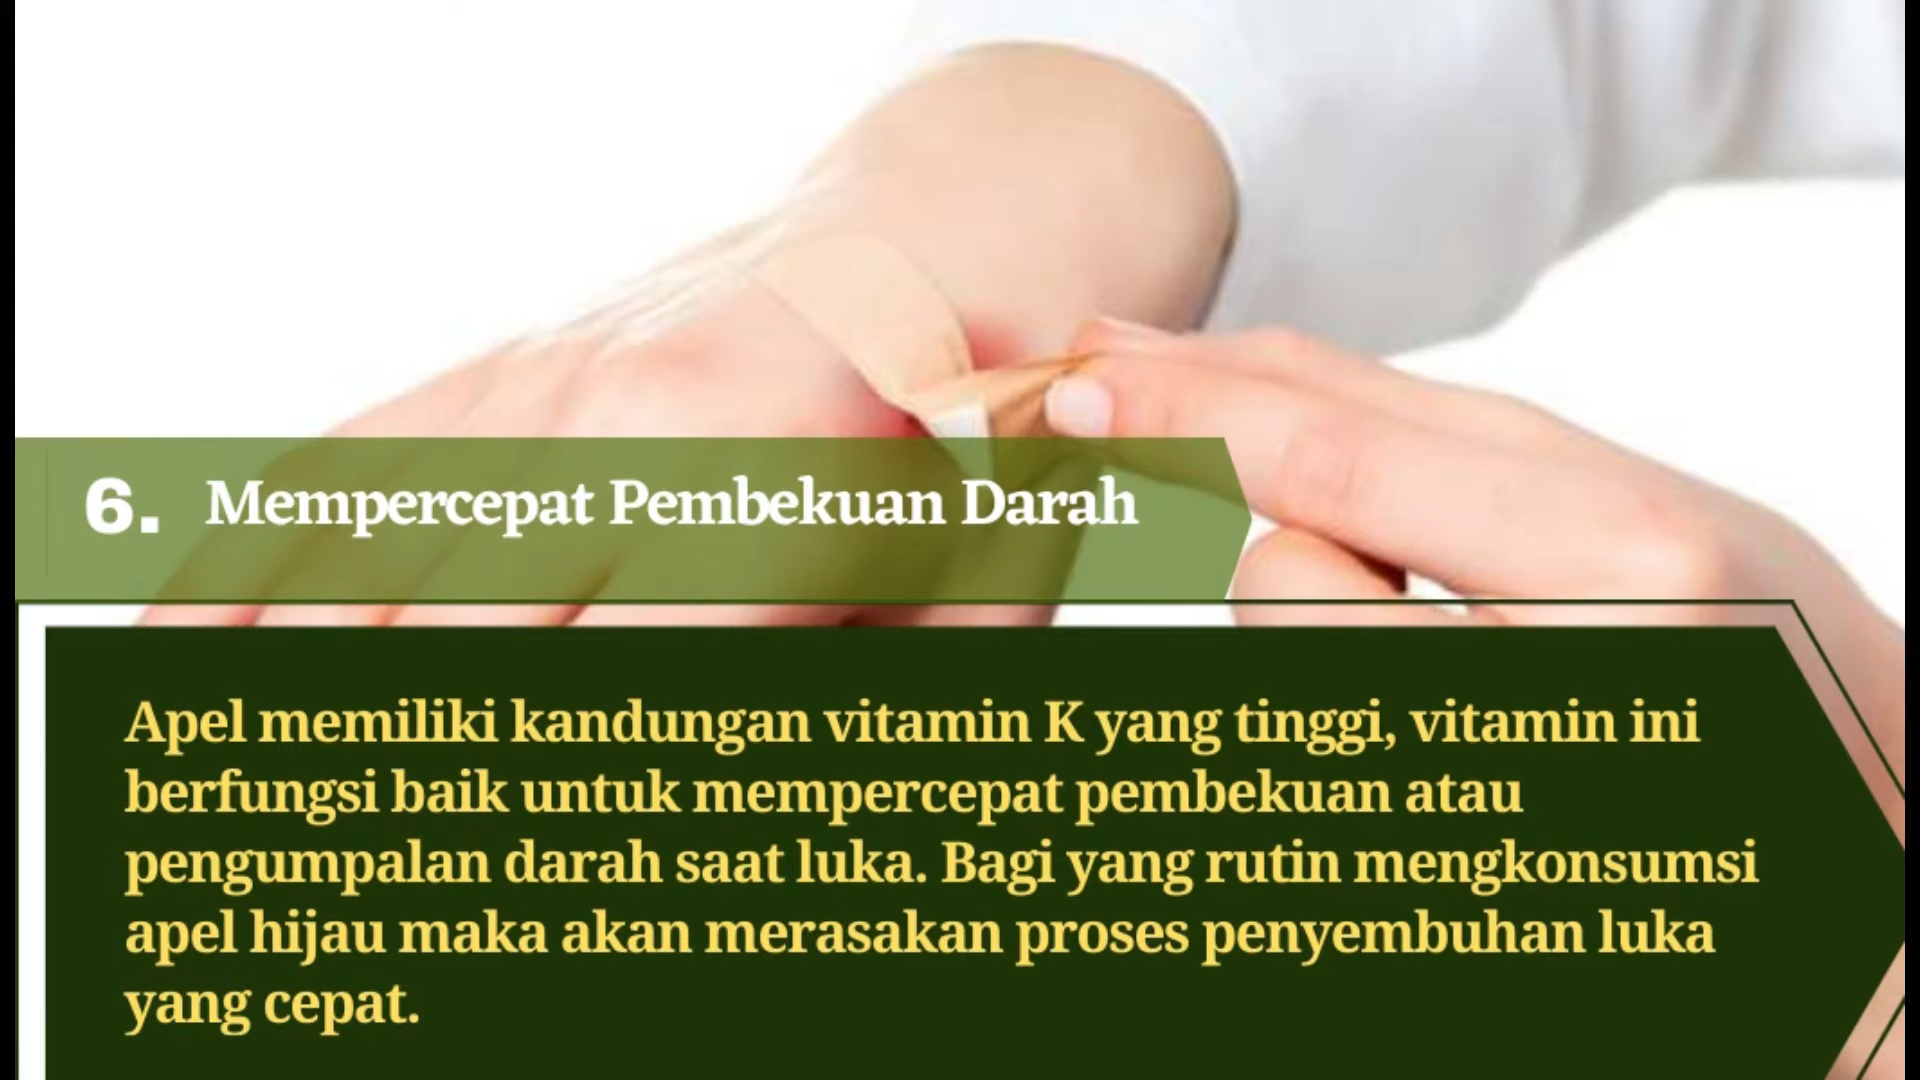 6. Mempercepat Pembekuan Darah
Apel memiliki kandungan vitamin K yang tinggi, vitamin ini
berfungsi baik untuk mempercepat pembekuan atau
pengumpalan darah saat luka. Bagi yang rutin mengkonsumsi
apel hijau maka akan merasakan proses penyembuhan luka
yang cepat.